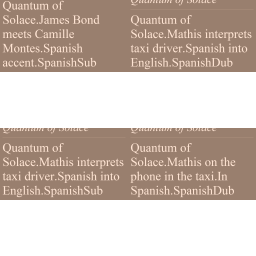 Quantum of
Solace.James Bond
meets Camille
Montes.Spanish
accent.SpanishSub
Quantum of Solace
Quantum of
Solace.Mathis interprets
taxi driver.Spanish into
English.SpanishDub
Quantum of Solace
Quantum of
Solace.Mathis interprets
taxi driver.Spanish into
English.SpanishSub
Quantum of Solace
Quantum of
Solace.Mathis on the
phone in the taxi.In
Spanish.SpanishDub